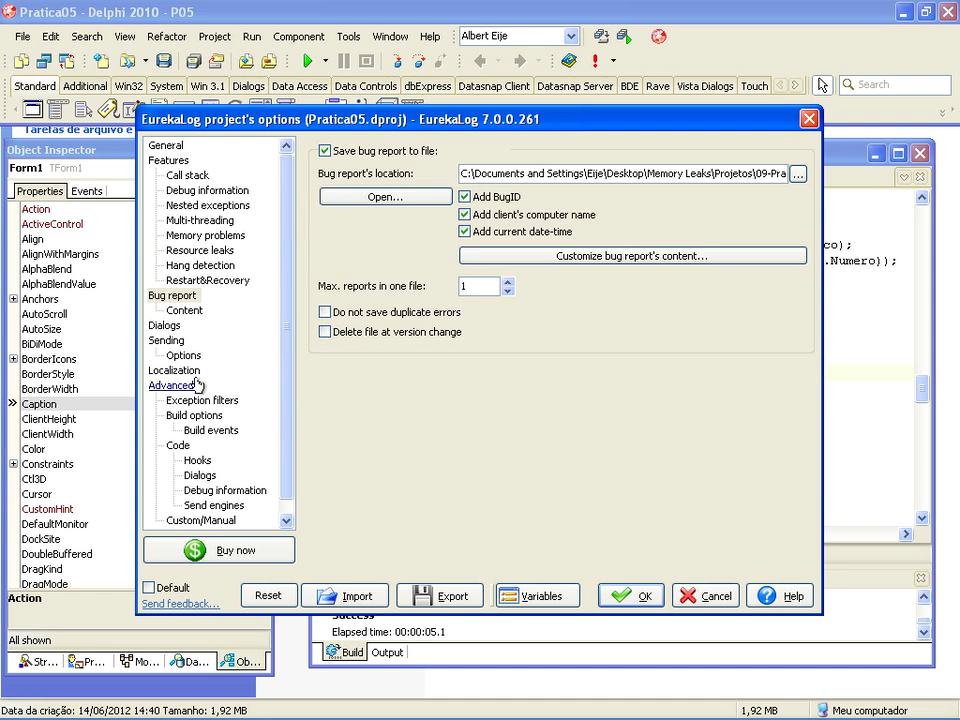 Pratica05 - Delphi 2010 - P05
File Edit Search View Refactor Project Run Component Tools Window Help
Albert Eije
Standard Additional Win32 System Win 3.1 Dialogs Data Access Data Controls dbExpress Datasnap Client Datasnap Server BDE Rave Vista Dialogs Touch
Search
Tarefas de arquivo e
EurekaLog project's options (Pratica05.dproj) - EurekaLog 7.0.0.261
Object Inspector
Form1 TForm1
Properties Events
Action
ActiveControl
Align
AlignWithMargins
AlphaBlend
AlphaBlendValue
Anchors
AutoScroll
AutoSize
BiDiMode
BorderIcons
BorderStyle
BorderWidth
Caption
ClientHeight
ClientWidth
Color
Constraints
Ctl3D
Cursor
CustomHint
DefaultMonitor
DockSite
DoubleBuffered
DragKind
DragMode
Action
All shown
Str... Pr... Mo... Da... Ob...
General
Features
Call stack
Debug information
Nested exceptions
Multi-threading
Memory problems
Resource leaks
Hang detection
Restart&Recovery
Bug report
Content
Dialogs
Sending
Options
Localization
Advanced
Exception filters
Build options
Build events
Code
Hooks
Dialogs
Debug information
Send engines
Custom/Manual
Buy now
Default
Send feedback...
Save bug report to file:
Bug report's location: C:\Documents and Settings\Eije\Desktop\Memory Leaks\Projetos\09-Pra ...
Open...
Add BugID
Add client's computer name
Add current date-time
Customize bug report's content...
Max. reports in one file: 1
Do not save duplicate errors
Delete file at version change
Reset Import Export Variables OK Cancel Help
co);
.Numero});
Success
Elapsed time: 00:00:05.1
Build Output
Data da criação: 14/06/2012 14:40 Tamanho: 1,92 MB 1,92 MB Meu computador